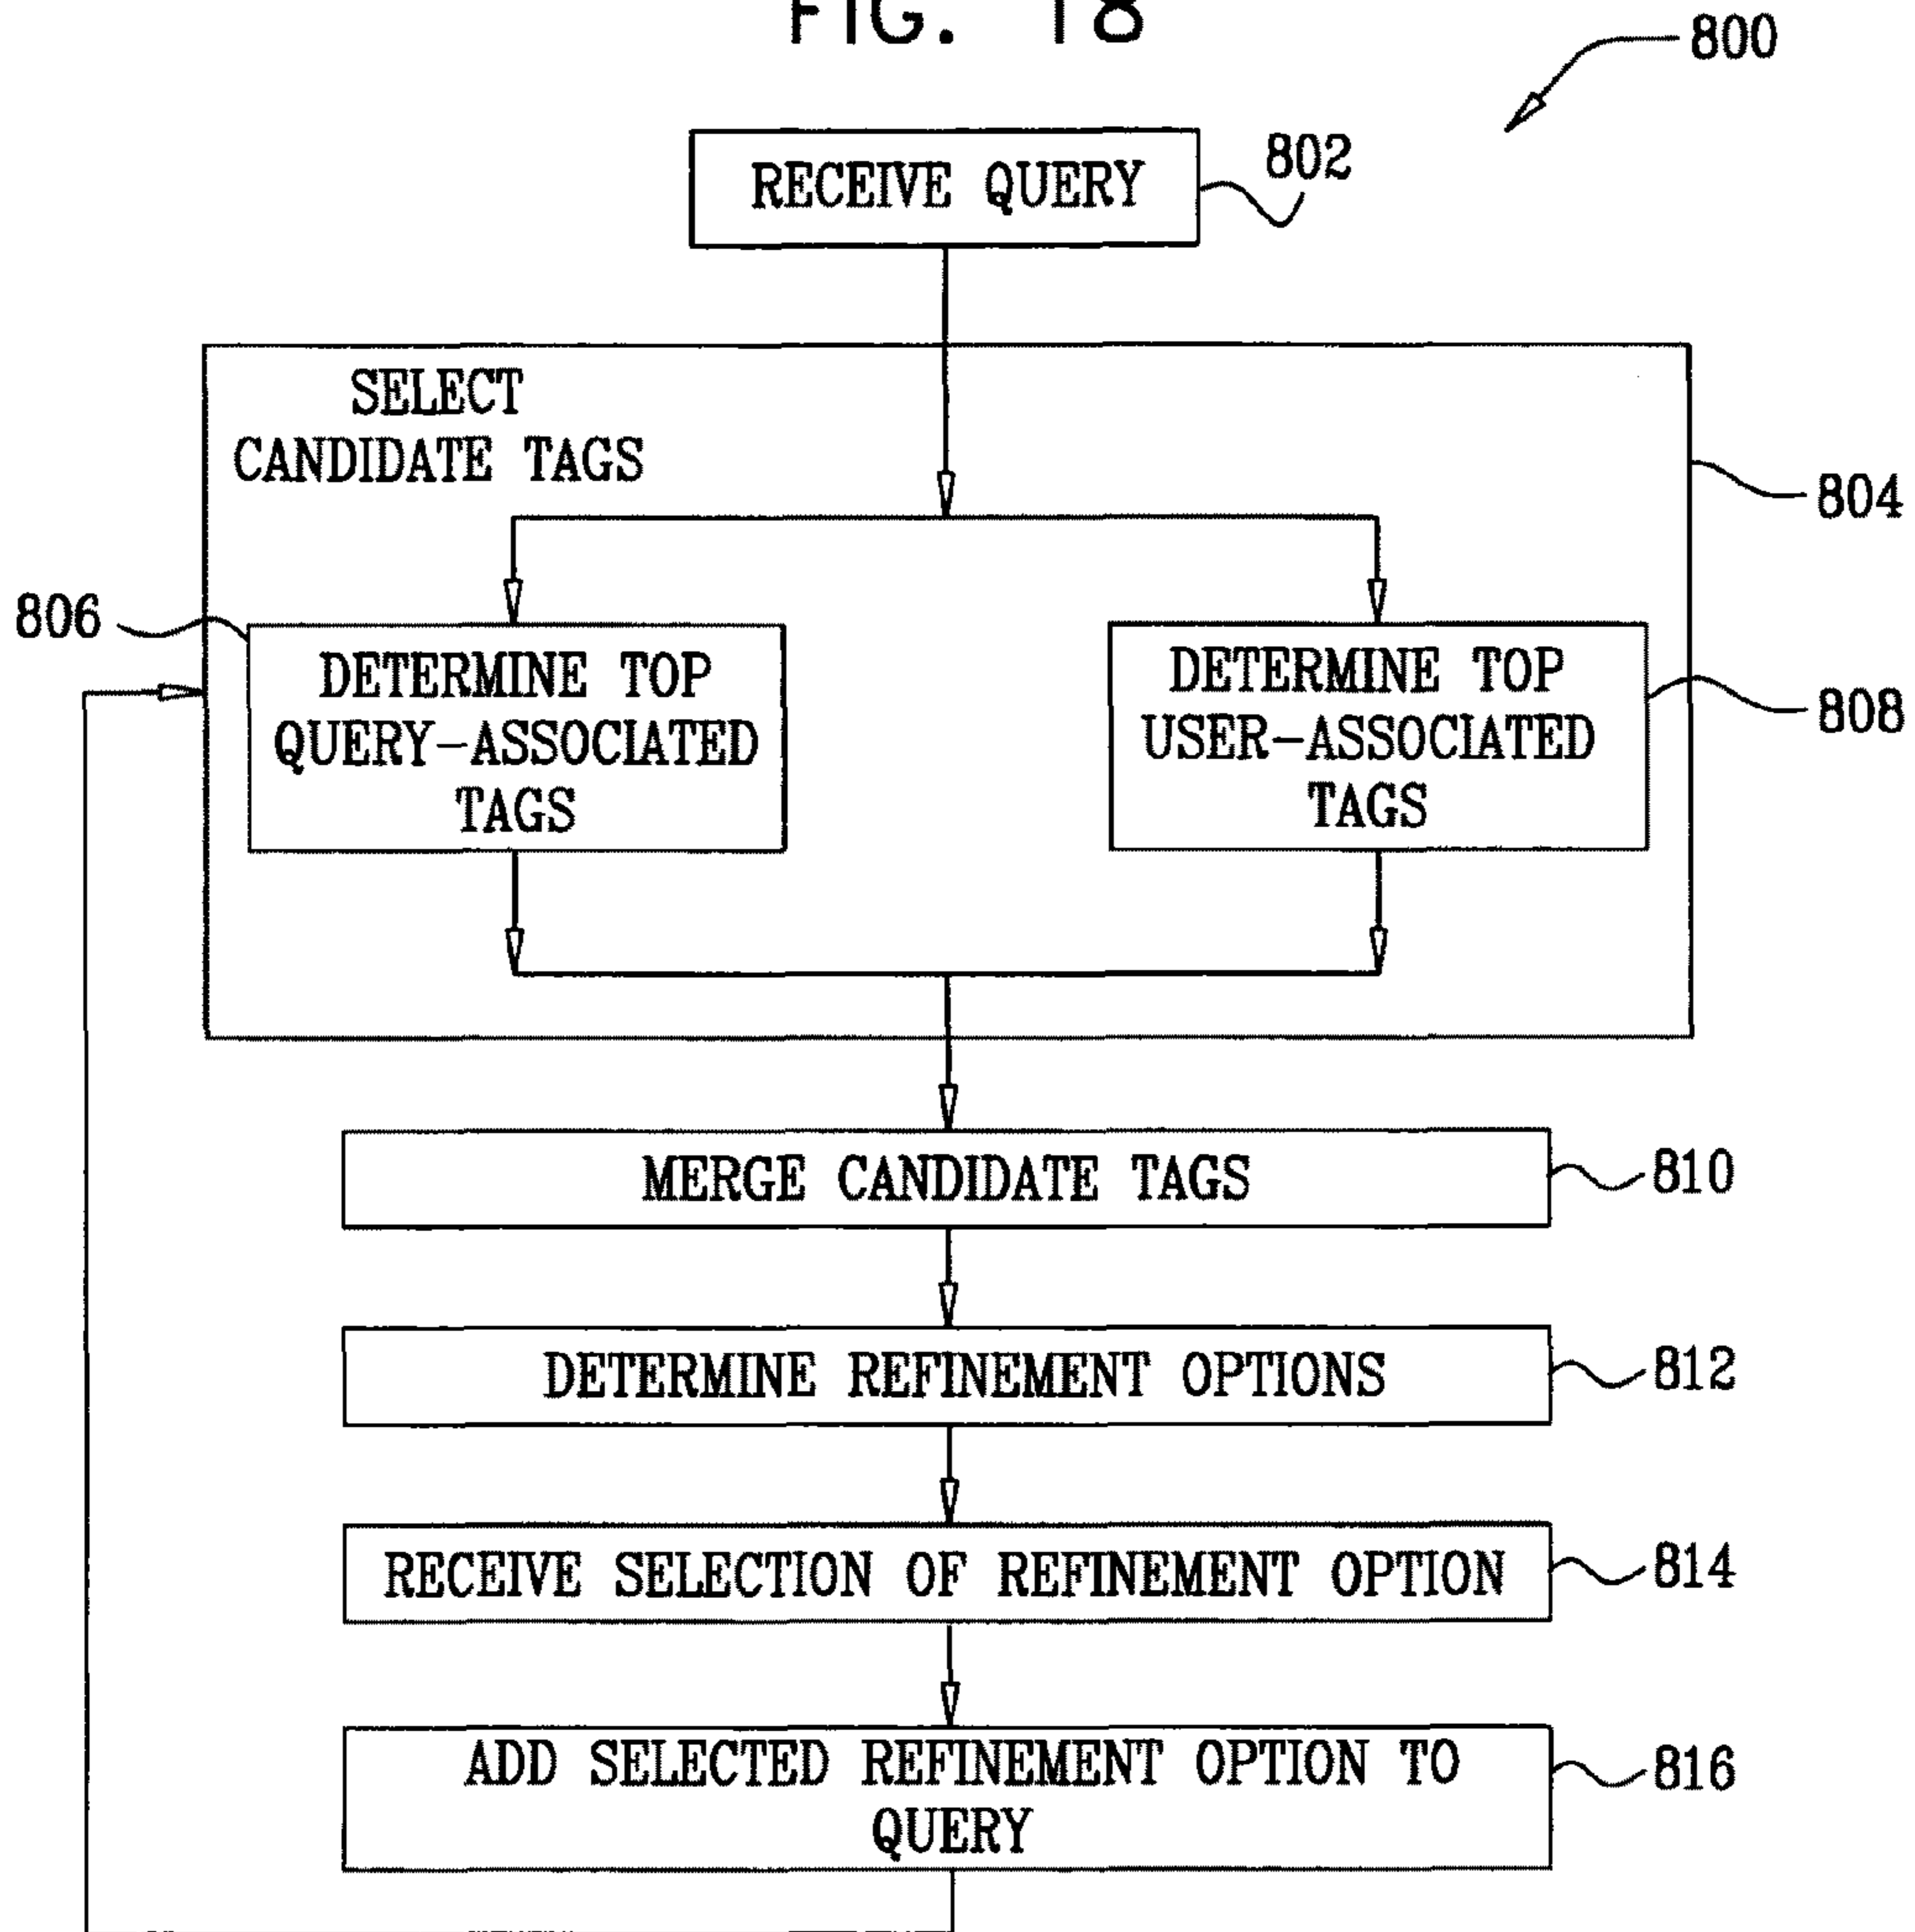 FIG. 18
800
RECEIVE QUERY
802
SELECT
CANDIDATE TAGS
804
806
DETERMINE TOP
QUERY-ASSOCIATED
TAGS
DETERMINE TOP
USER-ASSOCIATED
TAGS
808
MERGE CANDIDATE TAGS
810
DETERMINE REFINEMENT OPTIONS
812
RECEIVE SELECTION OF REFINEMENT OPTION
814
ADD SELECTED REFINEMENT OPTION TO
QUERY
816